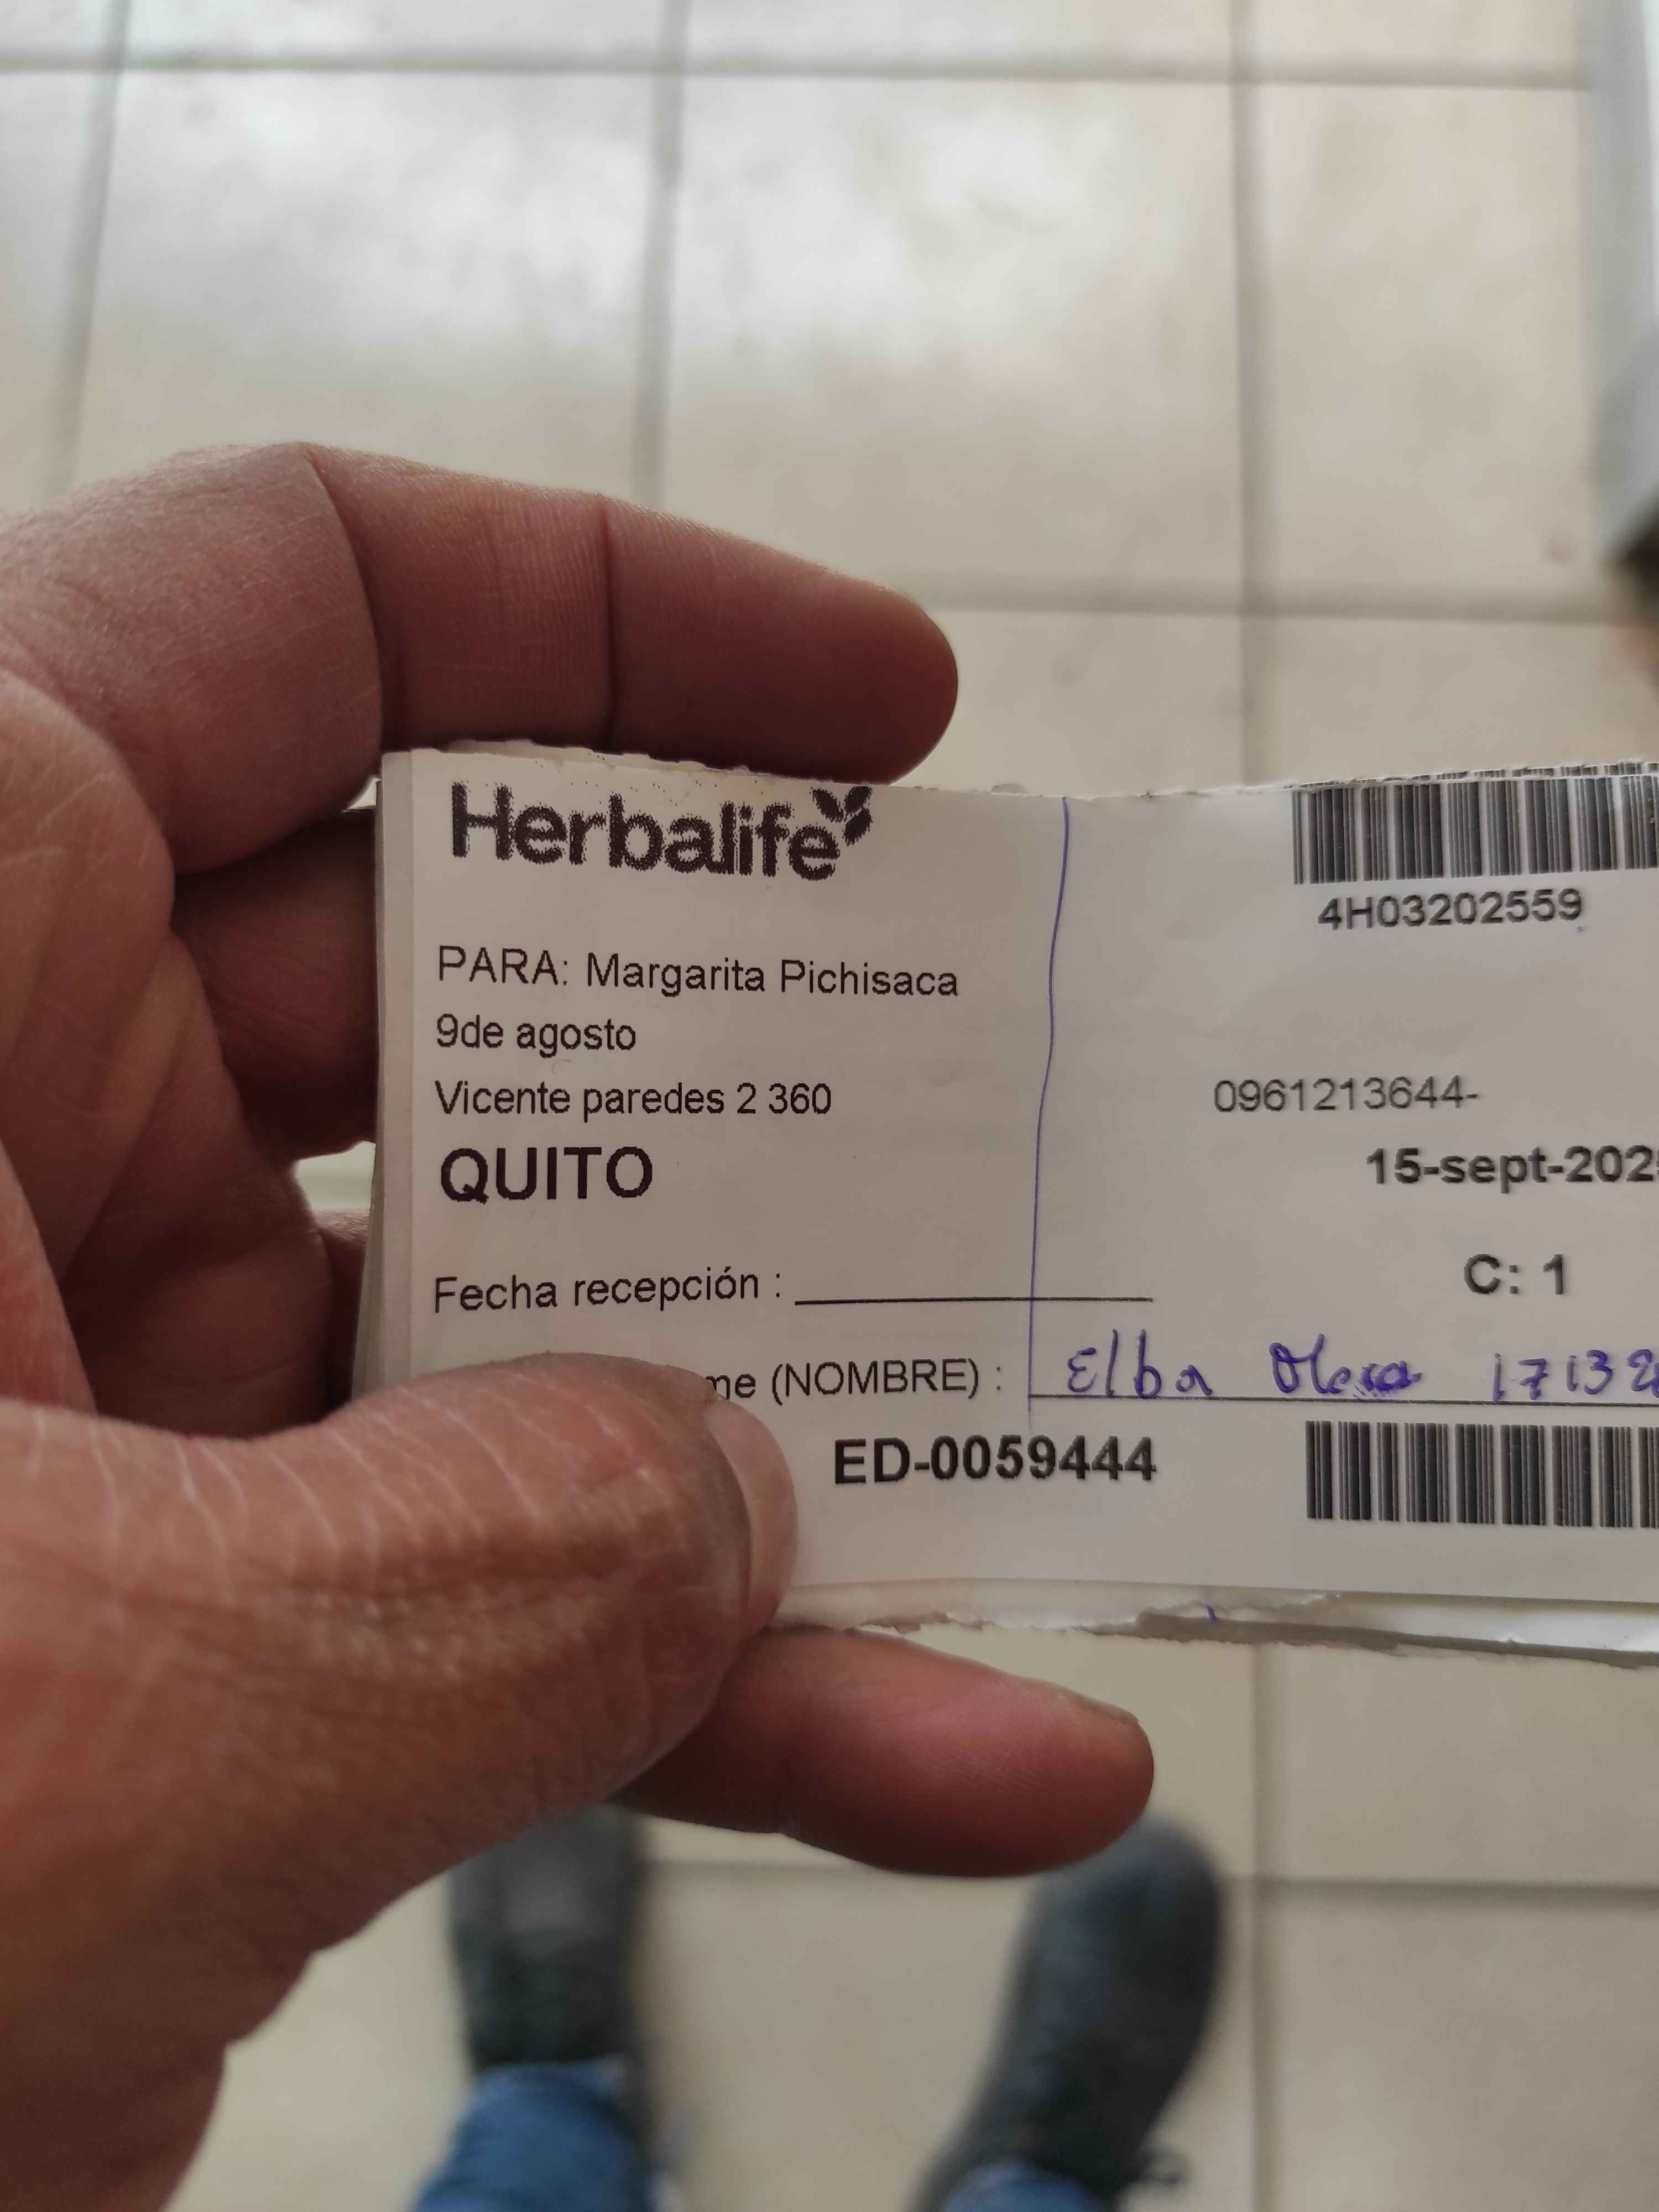 Herbalife
4H03202559
PARA: Margarita Pichisaca
9de agosto
Vicente paredes 2 360
0961213644-
QUITO
15-sept-202
C: 1
Fecha recepción :
me (NOMBRE) : Elba 1713
ED-0059444